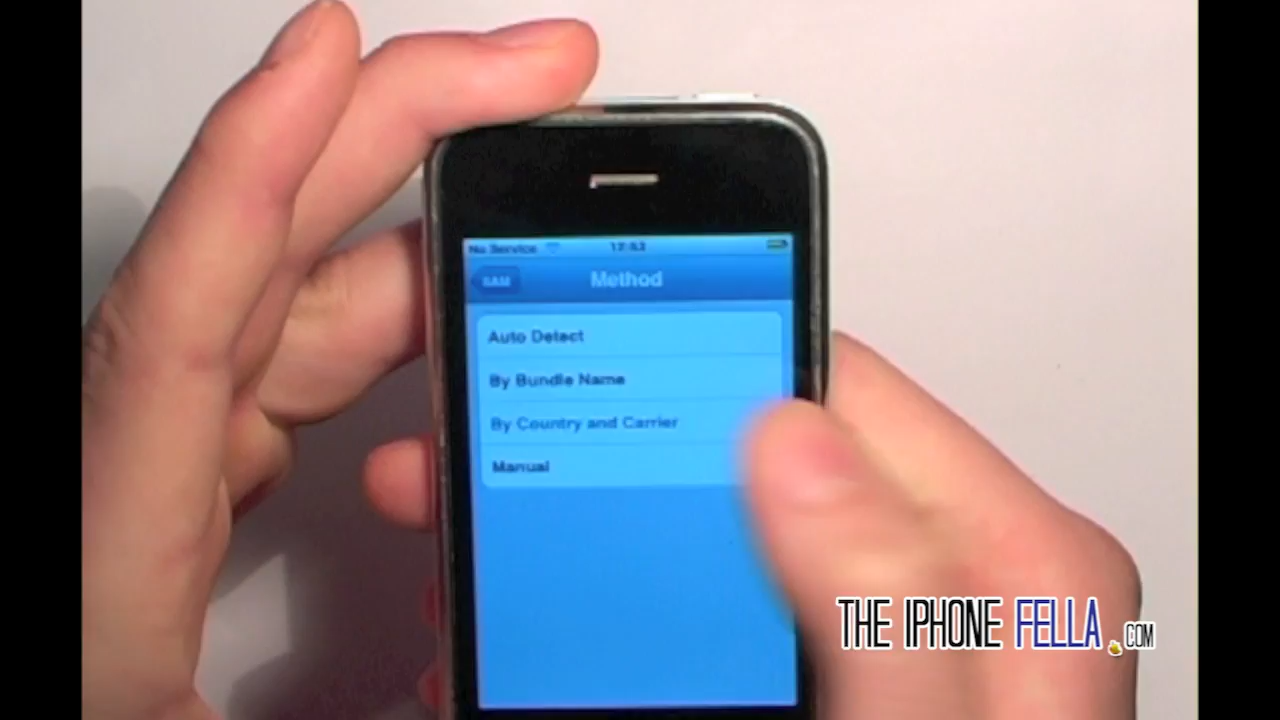 No Service 17:53
SAM Method
Auto Detect
By Bundle Name
By Country and Carrier
Manual
THE IPHONE FELLA.COM